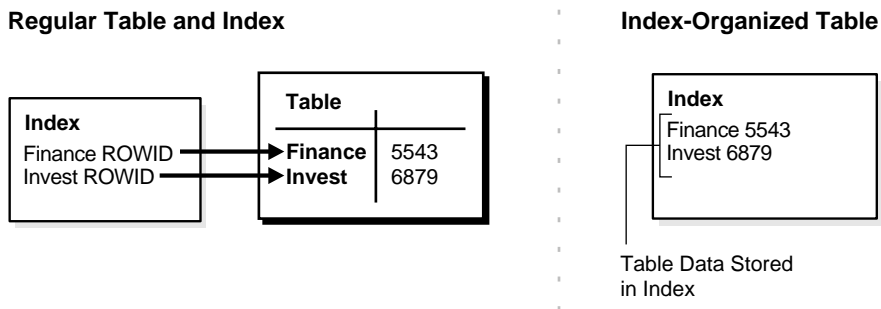 Regular Table and Index
Index
Finance ROWID
Invest ROWID
Table
Finance 5543
Invest 6879
Index-Organized Table
Index
Finance 5543
Invest 6879
Table Data Stored
in Index